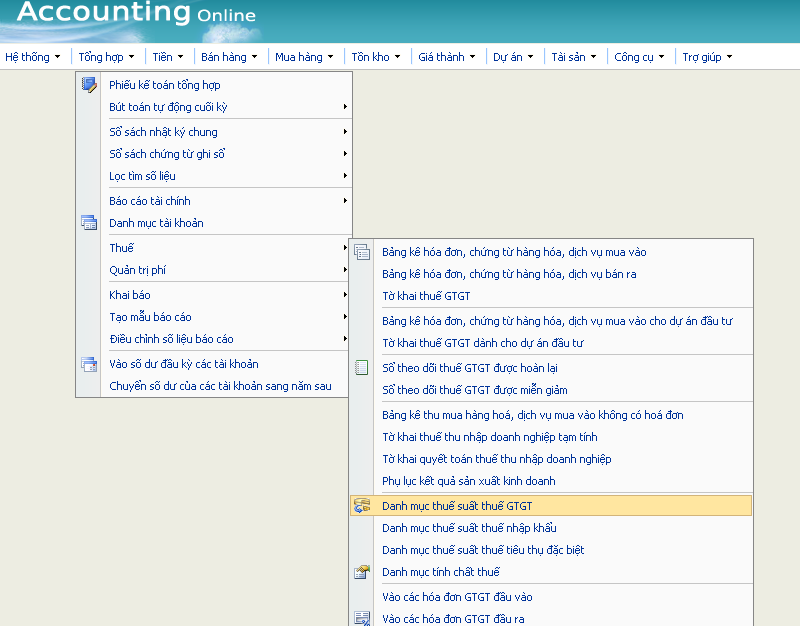 Accounting Online
Hệ thống Tổng hợp Tiền Bán hàng Mua hàng Tồn kho Giá thành Dự án Tài sản Công cụ Trợ giúp
Phiếu kế toán tổng hợp
Bút toán tự động cuối kỳ
Sổ sách nhật ký chung
Sổ sách chứng từ ghi sổ
Lọc tìm số liệu
Báo cáo tài chính
Danh mục tài khoản
Thuế
Quản trị phí
Khai báo
Tạo mẫu báo cáo
Điều chỉnh số liệu báo cáo
Vào số dư đầu kỳ các tài khoản
Chuyển số dư của các tài khoản sang năm sau
Bảng kê hóa đơn, chứng từ hàng hóa, dịch vụ mua vào
Bảng kê hóa đơn, chứng từ hàng hóa, dịch vụ bán ra
Tờ khai thuế GTGT
Bảng kê hóa đơn, chứng từ hàng hóa, dịch vụ mua vào cho dự án đầu tư
Tờ khai thuế GTGT dành cho dự án đầu tư
Sổ theo dõi thuế GTGT được hoàn lại
Sổ theo dõi thuế GTGT được miễn giảm
Bảng kê thu mua hàng hoá, dịch vụ mua vào không có hoá đơn
Tờ khai thuế thu nhập doanh nghiệp tạm tính
Tờ khai quyết toán thuế thu nhập doanh nghiệp
Phụ lục kết quả sản xuất kinh doanh
Danh mục thuế suất thuế GTGT
Danh mục thuế suất thuế nhập khẩu
Danh mục thuế suất thuế tiêu thụ đặc biệt
Danh mục tính chất thuế
Vào các hóa đơn GTGT đầu vào
Vào các hóa đơn GTGT đầu ra